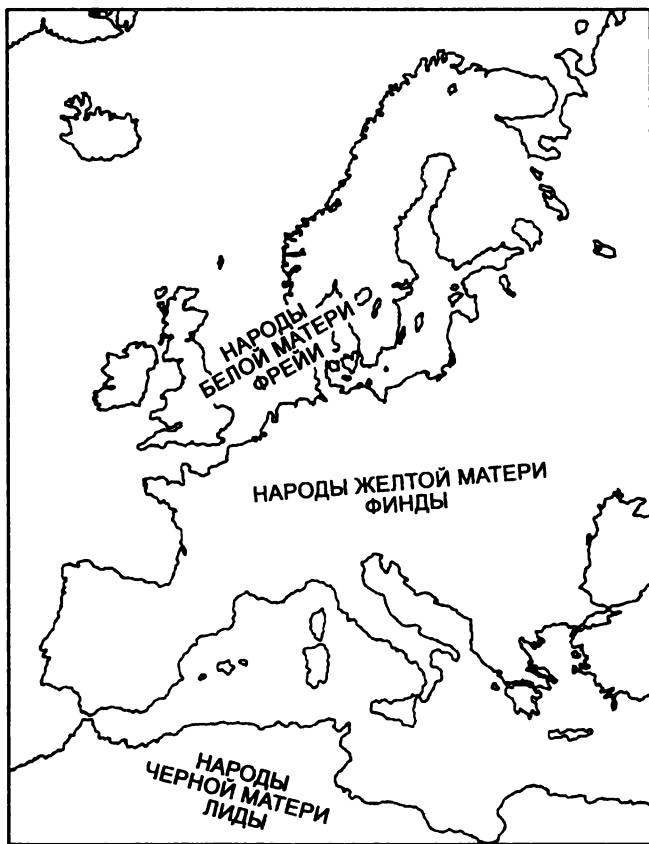 НАРОДЫ
БЕЛОЙ МАТЕРИ
ФРЕЙИ
НАРОДЫ ЖЕЛТОЙ МАТЕРИ
ФИНДЫ
НАРОДЫ
ЧЕРНОЙ МАТЕРИ
ЛИДЫ